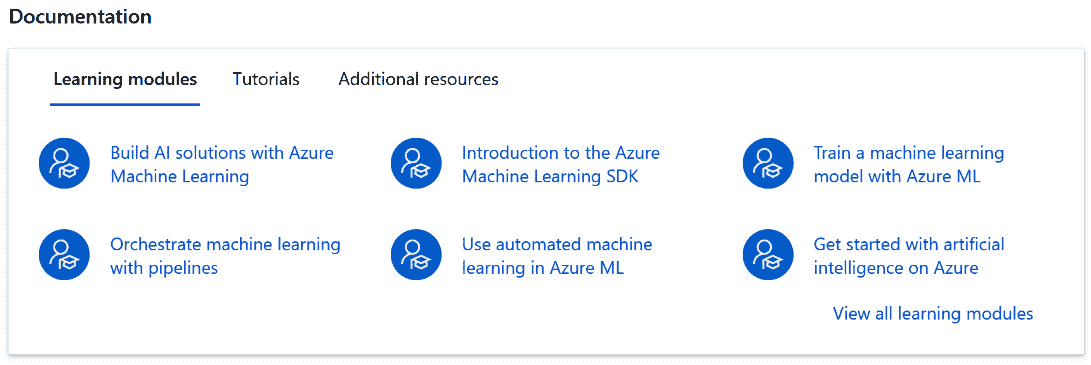 Documentation
Learning modules Tutorials Additional resources
Build AI solutions with Azure
Machine Learning
Introduction to the Azure
Machine Learning SDK
Train a machine learning
model with Azure ML
Orchestrate machine learning
with pipelines
Use automated machine
learning in Azure ML
Get started with artificial
intelligence on Azure
View all learning modules